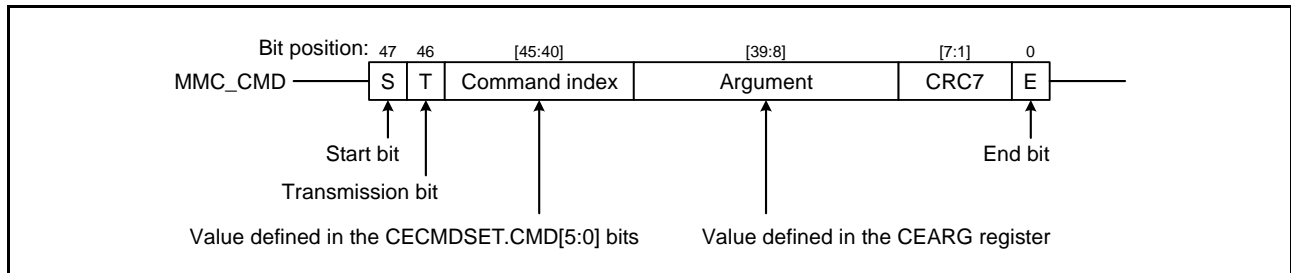 Bit position: 47 46 [45:40] [39:8] [7:1] 0
MMC_CMD S T Command index Argument CRC7 E
Start bit End bit
Transmission bit
Value defined in the CECMDSET.CMD[5:0] bits Value defined in the CEARG register